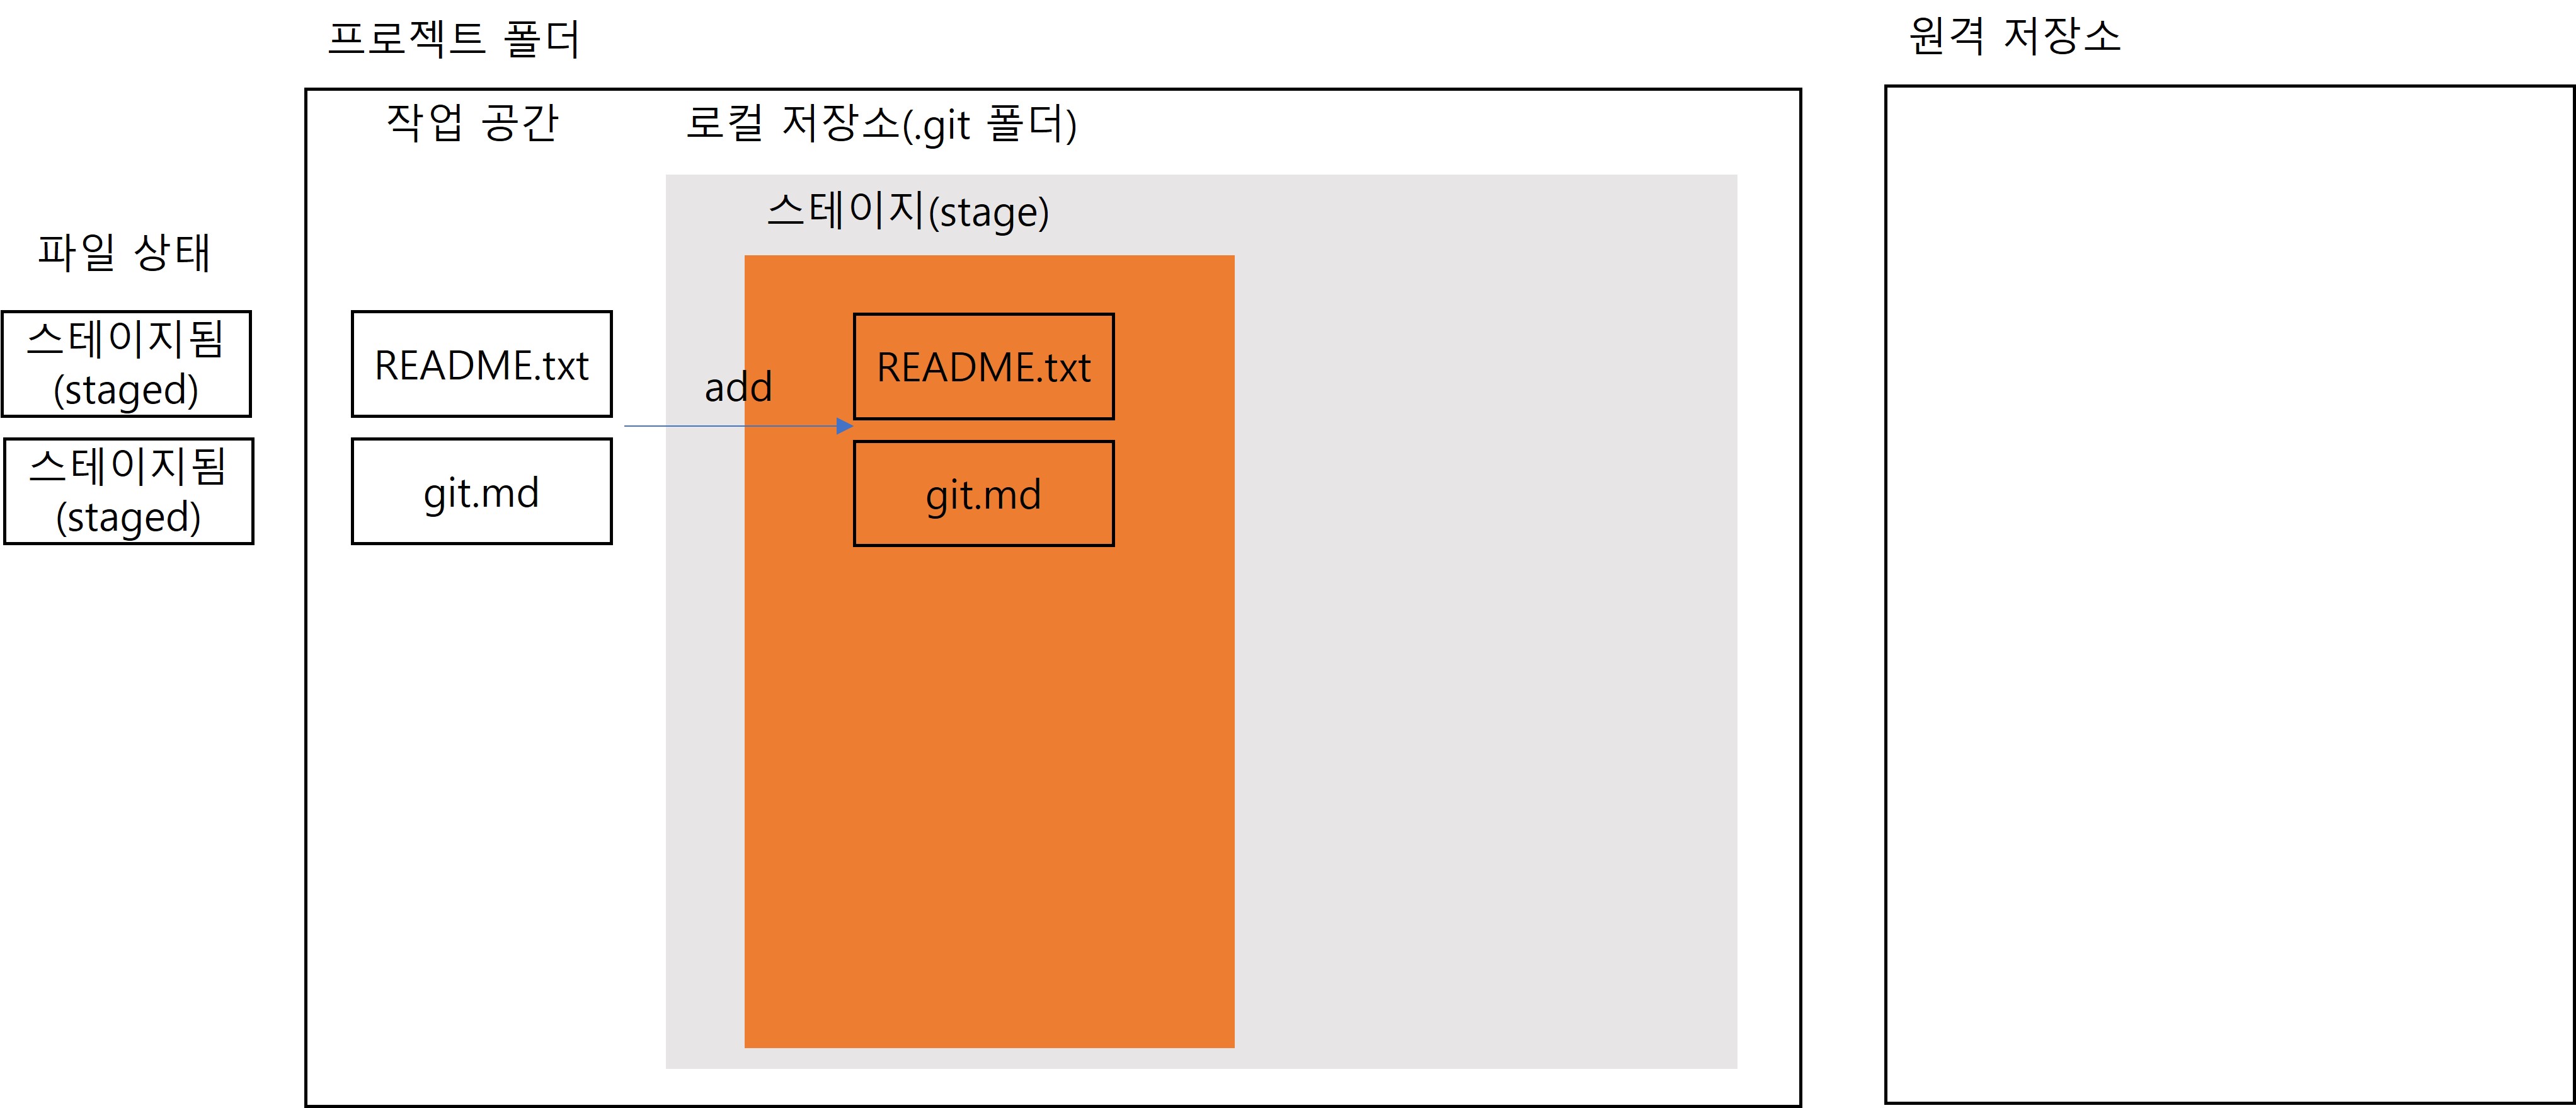 프로젝트 폴더
원격 저장소
작업 공간
로컬 저장소(.git 폴더)
스테이지(stage)
파일 상태
스테이지됨
(staged)
README.txt
add
README.txt
스테이지됨
(staged)
git.md
git.md